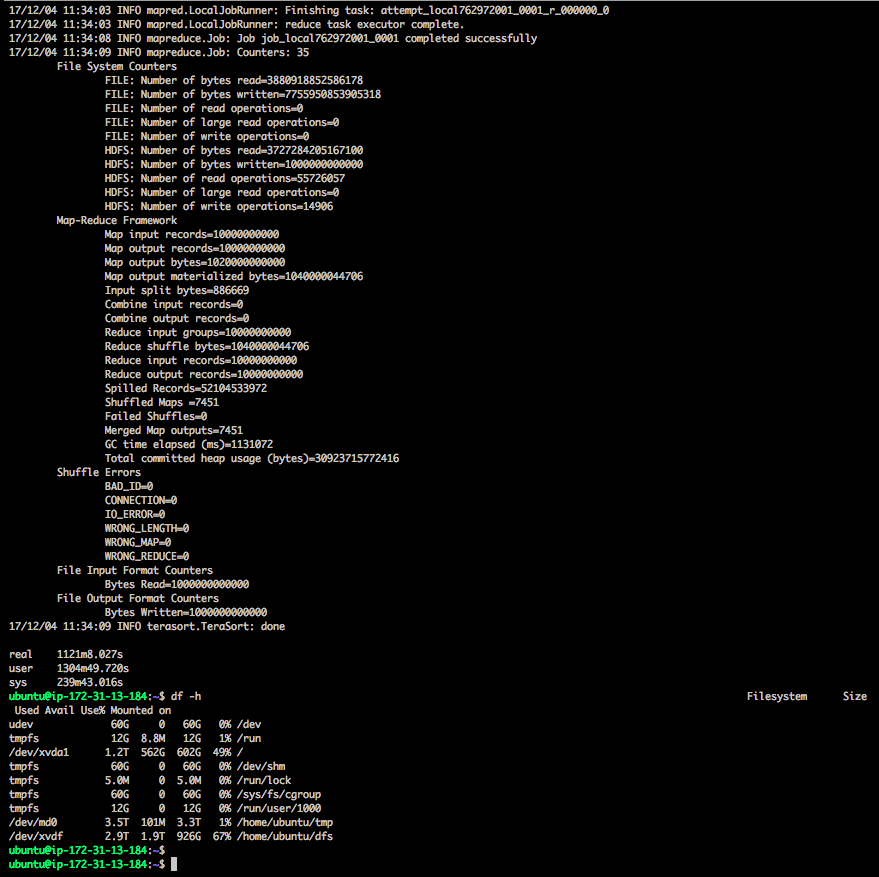 17/12/04 11:34:03 INFO mapred.LocalJobRunner: Finishing task: attempt_local762972001_0001_r_000000_0
17/12/04 11:34:03 INFO mapred.LocalJobRunner: reduce task executor complete.
17/12/04 11:34:08 INFO mapreduce.Job: Job job_local762972001_0001 completed successfully
17/12/04 11:34:09 INFO mapreduce.Job: Counters: 35
File System Counters
FILE: Number of bytes read=3880918852586178
FILE: Number of bytes written=7755950853905318
FILE: Number of read operations=0
FILE: Number of large read operations=0
FILE: Number of write operations=0
HDFS: Number of bytes read=3727284205167100
HDFS: Number of bytes written=1000000000000
HDFS: Number of read operations=55726057
HDFS: Number of large read operations=0
HDFS: Number of write operations=14906
Map-Reduce Framework
Map input records=10000000000
Map output records=10000000000
Map output bytes=1020000000000
Map output materialized bytes=1040000044706
Input split bytes=886669
Combine input records=0
Combine output records=0
Reduce input groups=10000000000
Reduce shuffle bytes=1040000044706
Reduce input records=10000000000
Reduce output records=10000000000
Spilled Records=52104533972
Shuffled Maps =7451
Failed Shuffles=0
Merged Map outputs=7451
GC time elapsed (ms)=1131072
Total committed heap usage (bytes)=30923715772416
Shuffle Errors
BAD_ID=0
CONNECTION=0
IO_ERROR=0
WRONG_LENGTH=0
WRONG_MAP=0
WRONG_REDUCE=0
File Input Format Counters
Bytes Read=1000000000000
File Output Format Counters
Bytes Written=1000000000000
17/12/04 11:34:09 INFO terasort.TeraSort: done
real 1121m8.027s
user 1304m49.720s
sys 239m43.016s
ubuntu@ip-172-31-13-184:~$ df -h Filesystem Size
Used Avail Use% Mounted on
udev 60G 0 60G 0% /dev
tmpfs 12G 8.8M 12G 1% /run
/dev/xvda1 1.2T 562G 602G 49% /
tmpfs 60G 0 60G 0% /dev/shm
tmpfs 5.0M 0 5.0M 0% /run/lock
tmpfs 60G 0 60G 0% /sys/fs/cgroup
tmpfs 12G 0 12G 0% /run/user/1000
/dev/md0 3.5T 101M 3.3T 1% /home/ubuntu/tmp
/dev/xvdf 2.9T 1.9T 926G 67% /home/ubuntu/dfs
ubuntu@ip-172-31-13-184:~$
ubuntu@ip-172-31-13-184:~$